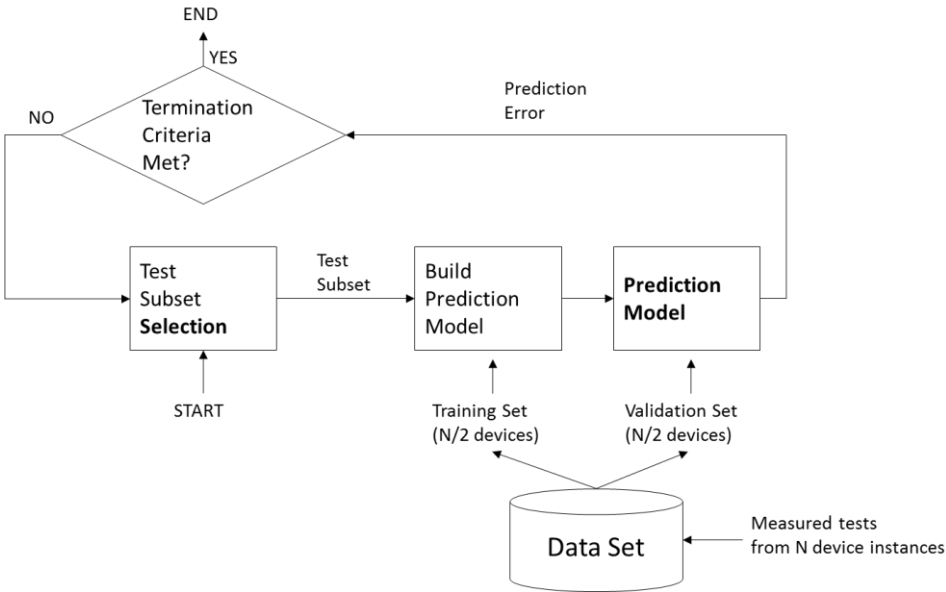 END
YES
Termination
Criteria
Met?
NO
Prediction
Error
Test
Subset
Selection
Test
Subset
Build
Prediction
Model
Prediction
Model
START
Training Set
(N/2 devices)
Validation Set
(N/2 devices)
Data Set
Measured tests
from N device instances